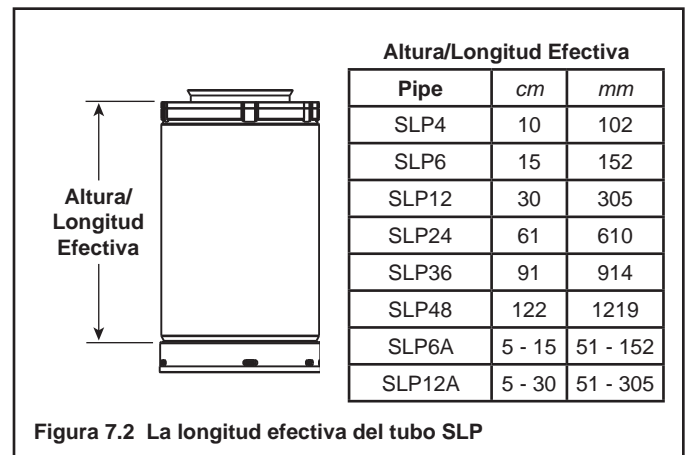 Altura/Longitud Efectiva
Pipe cm mm
SLP4 10 102
SLP6 15 152
SLP12 30 305
SLP24 61 610
SLP36 91 914
SLP48 122 1219
SLP6A 5 - 15 51 - 152
SLP12A 5 - 30 51 - 305
Altura/
Longitud
Efectiva
Figura 7.2 La longitud efectiva del tubo SLP